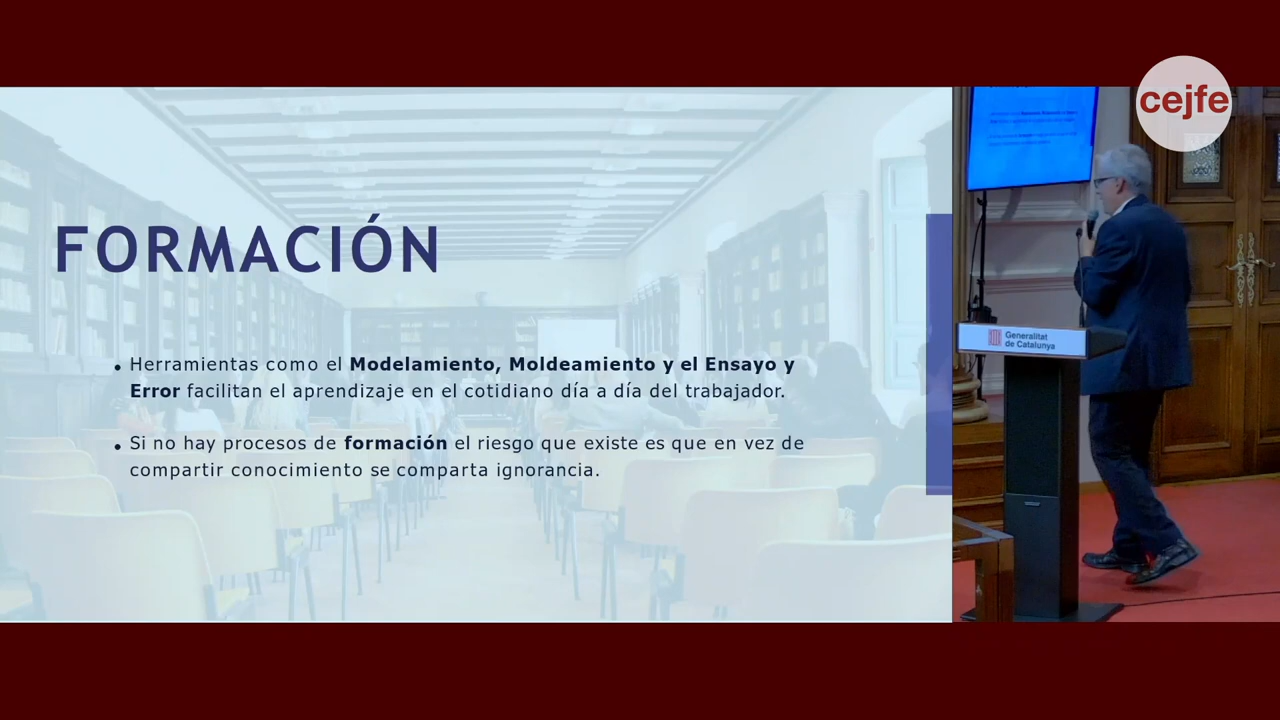 cejfe
FORMACIÓN
• Herramientas como el Modelamiento, Moldeamiento y el Ensayo y
Error facilitan el aprendizaje en el cotidiano día a día del trabajador.
• Si no hay procesos de formación el riesgo que existe es que en vez de
compartir conocimiento se comparta ignorancia.
Generalitat
de Catalunya